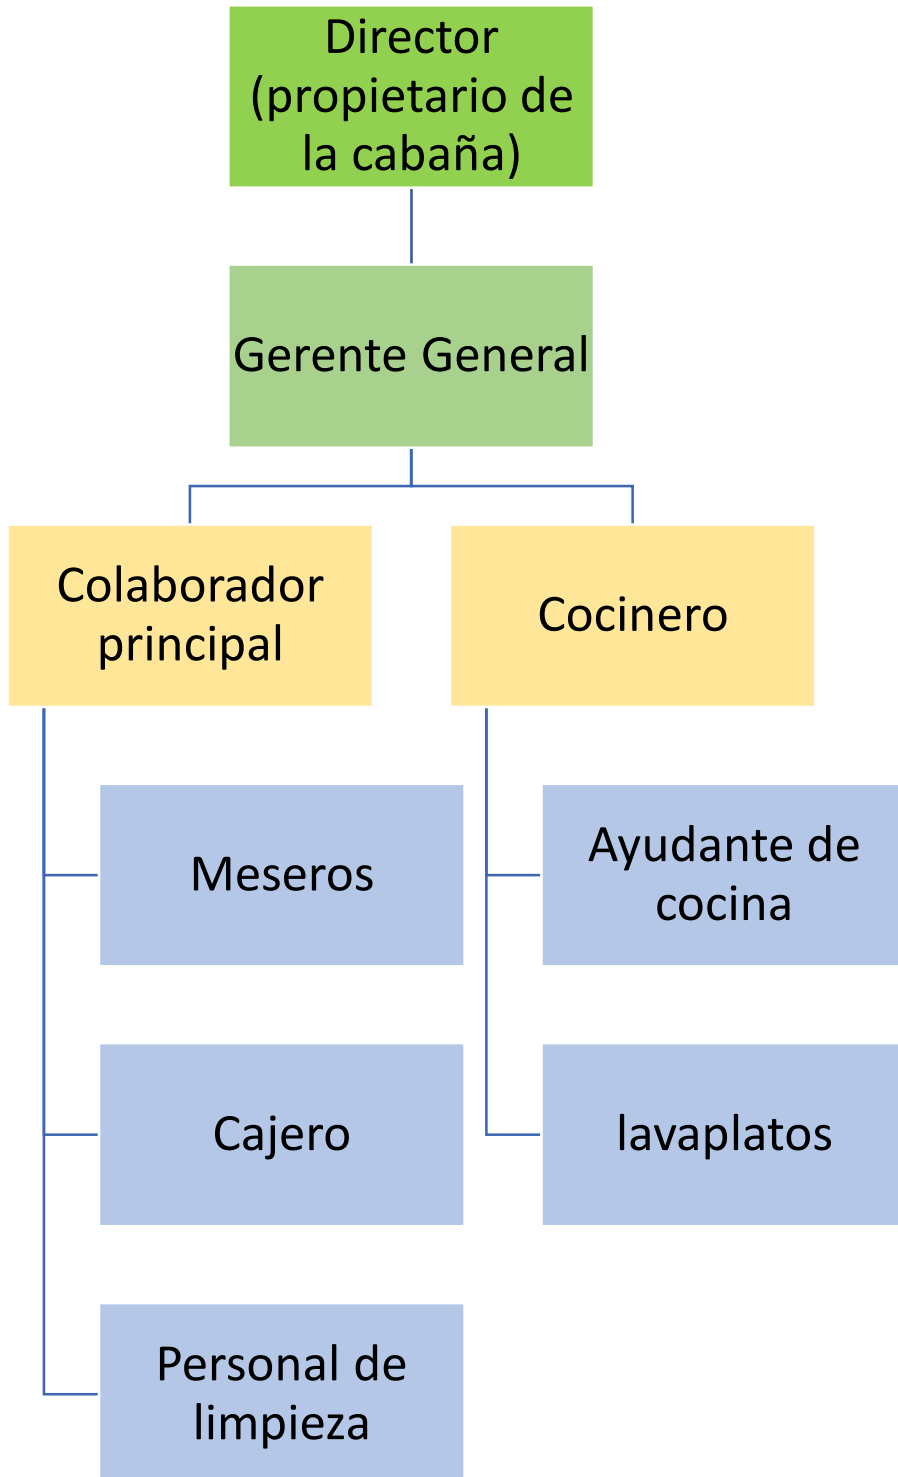 Director
(propietario de
la cabaña)
Gerente General
Colaborador
principal
Cocinero
Meseros
Ayudante de
cocina
Cajero
lavaplatos
Personal de
limpieza